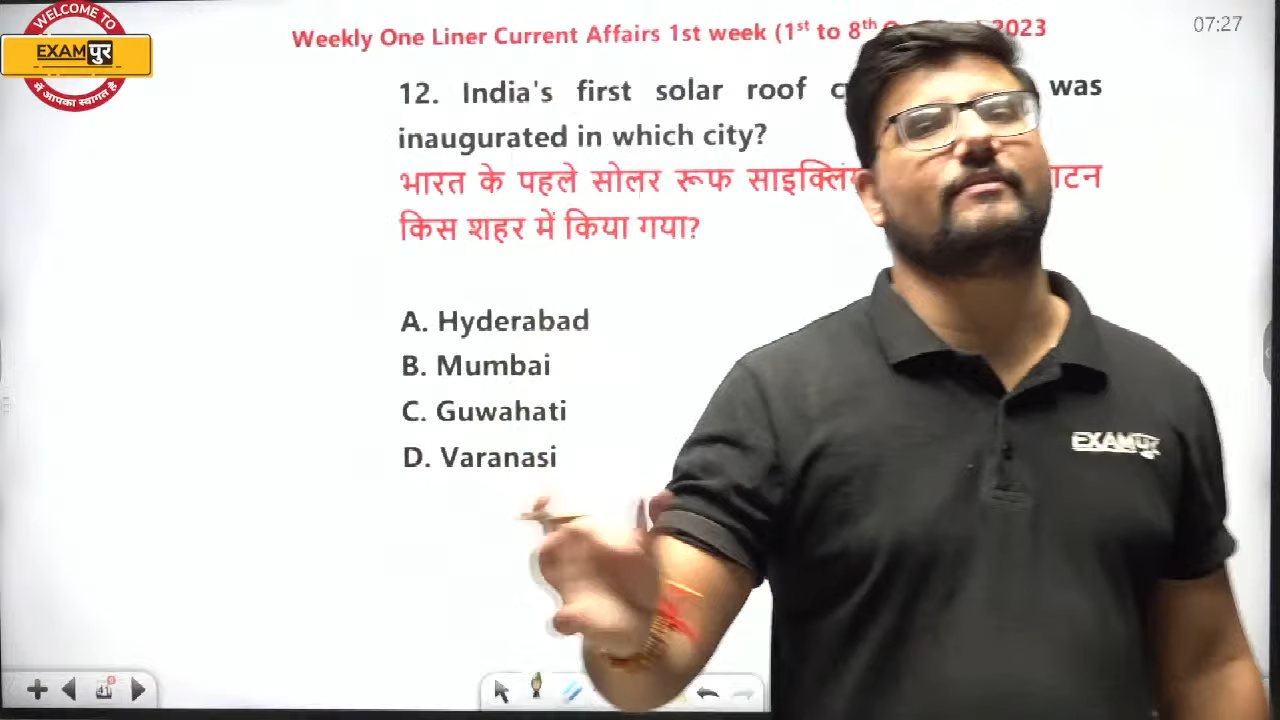 WELCOME TO
EXAMपुर
में आपका स्वागत है
Weekly One Liner Current Affairs 1st week (1st to 8th 2023
07:27
12. India's first solar roof was
inaugurated in which city?
भारत के पहले सोलर रूफ
किस शहर में किया गया?
A. Hyderabad
B. Mumbai
C. Guwahati
D. Varanasi
EXAMपुर
41